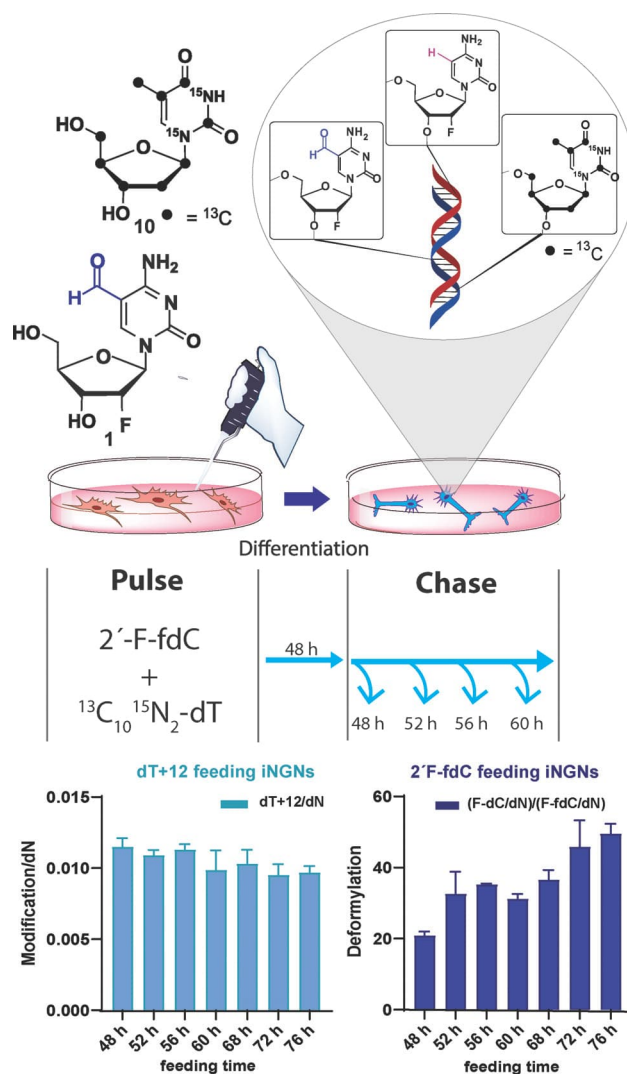 O
15NH
15N
O
HO
O
HO
10 ● = 13C
O
H
NH2
N
N
O
HO
O
HO
F
1
NH2
H
N
N
O
O
O
O
F
O
H
NH2
N
N
O
O
O
O
F
O
15NH
15N
O
O
O
O
● = 13C
Differentiation
Pulse
Chase
2´-F-fdC
+
13C1015N2-dT
48 h
48 h
52 h
56 h
60 h
dT+12 feeding iNGNs
dT+12/dN
Modification/dN
0.015
0.010
0.005
0.000
48 h
52 h
56 h
60 h
68 h
72 h
76 h
feeding time
2´F-fdC feeding iNGNs
(F-dC/dN)/(F-fdC/dN)
Deformylation
60
40
20
0
48 h
52 h
56 h
60 h
68 h
72 h
76 h
feeding time